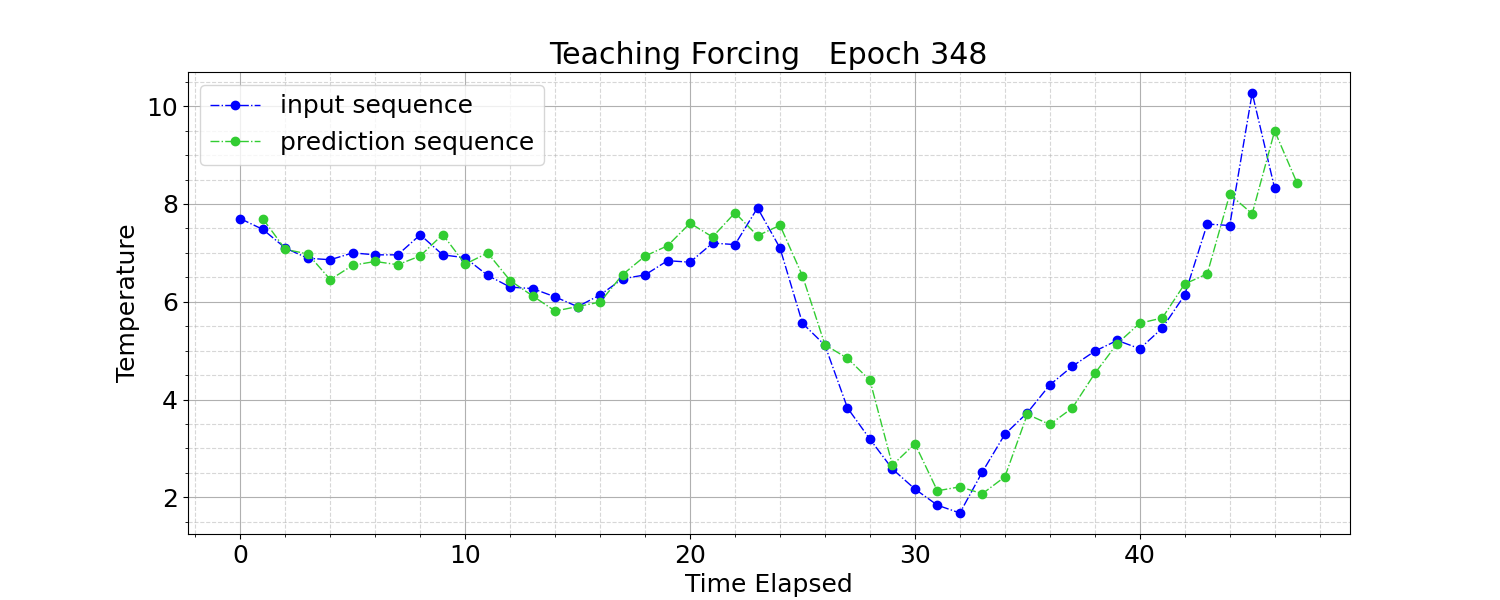 Teaching Forcing   Epoch 348
input sequence
prediction sequence
Temperature
10
8
6
4
2
0 10 20 30 40
Time Elapsed